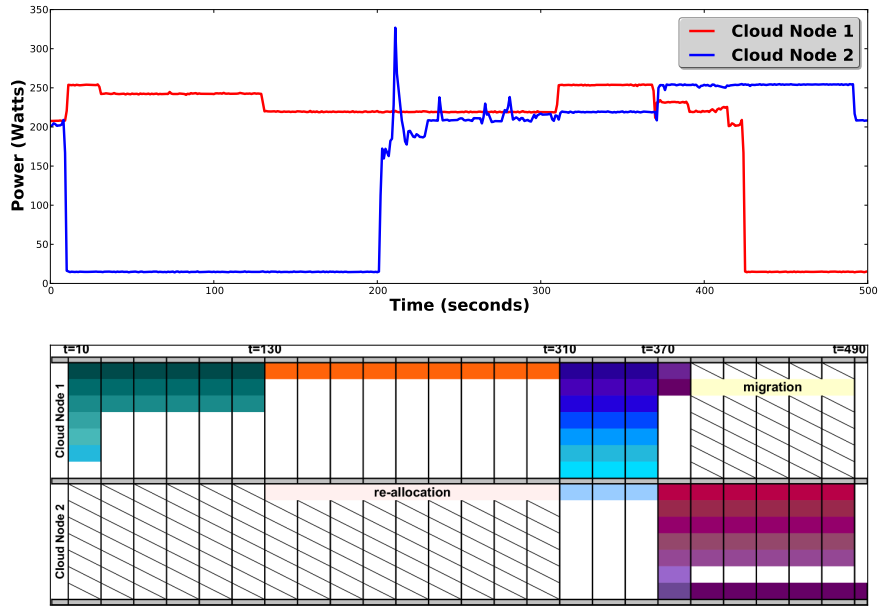 350
300
250
200
150
100
50
0
Power (Watts)
Cloud Node 1
Cloud Node 2
0 100 200 300 400 500
Time (seconds)
t=10 t=130 t=310 t=370 t=490
Cloud Node 1
migration
Cloud Node 2
re-allocation